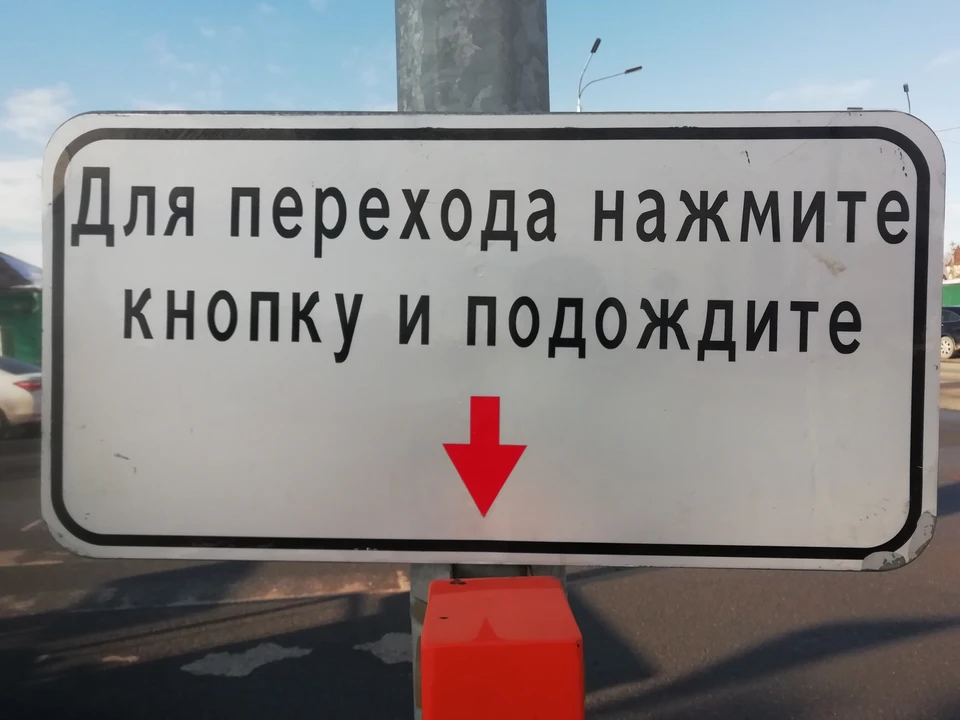 Для перехода нажмите
кнопку и подождите